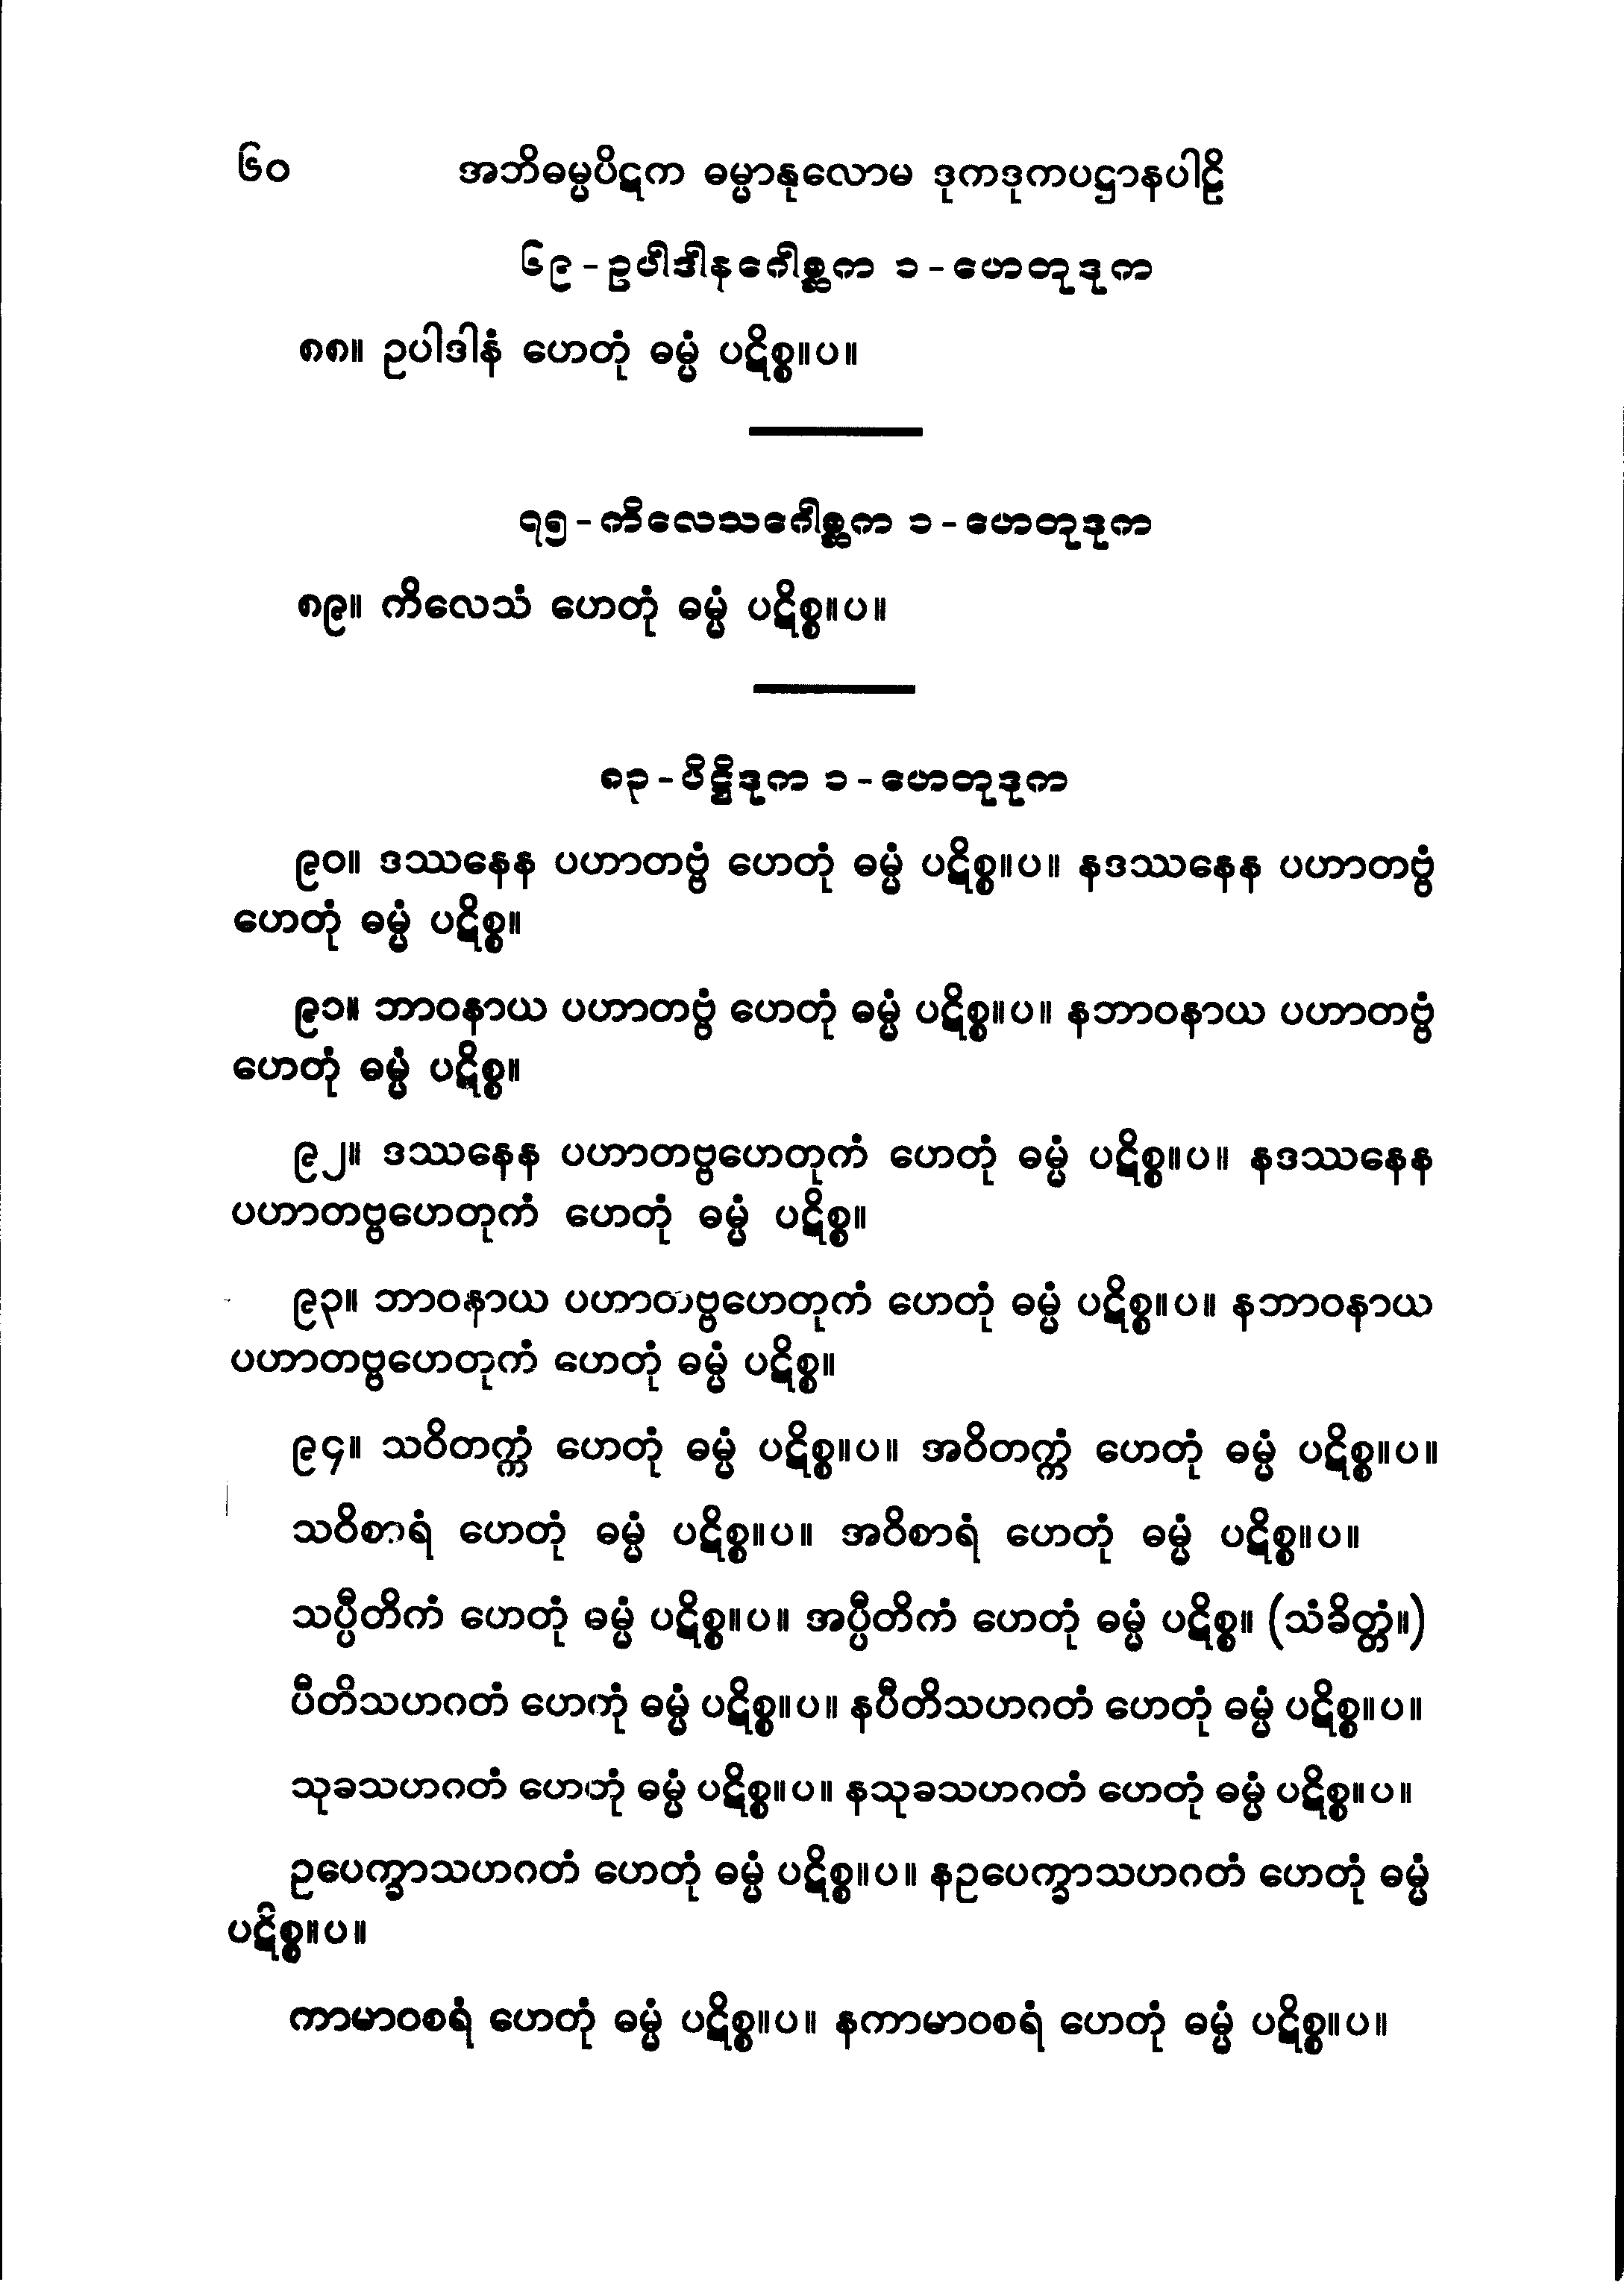 ၆၀ အဘိဓမ္မပိဋက ဓမ္မာနုလောမ ဒုကဒုကပဋ္ဌာနပါဠိ
၆၉-ဥပါဒါနဂေါစ္ဆက ၁-ဟေတုဒုက
၈၈။ ဥပါဒါနံ ဟေတုံ ဓမ္မံ ပဋိစ္စ။ပ။
၇၅-ကိလေသဂေါစ္ဆက ၁-ဟေတုဒုက
၈၉။ ကိလေသံ ဟေတုံ ဓမ္မံ ပဋိစ္စ။ပ။
၈၃-ပိဋ္ဌိဒုက ၁-ဟေတုဒုက
၉၀။ ဒဿနေန ပဟာတဗ္ဗံ ဟေတုံ ဓမ္မံ ပဋိစ္စ။ပ။ နဒဿနေန ပဟာတဗ္ဗံ
ဟေတုံ ဓမ္မံ ပဋိစ္စ။
၉၁။ ဘာဝနာယ ပဟာတဗ္ဗံ ဟေတုံ ဓမ္မံ ပဋိစ္စ။ပ။ နဘာဝနာယ ပဟာတဗ္ဗံ
ဟေတုံ ဓမ္မံ ပဋိစ္စ။
၉၂။ ဒဿနေန ပဟာတဗ္ဗဟေတုကံ ဟေတုံ ဓမ္မံ ပဋိစ္စ။ပ။ နဒဿနေန
ပဟာတဗ္ဗဟေတုကံ ဟေတုံ ဓမ္မံ ပဋိစ္စ။
၉၃။ ဘာဝနာယ ပဟာတဗ္ဗဟေတုကံ ဟေတုံ ဓမ္မံ ပဋိစ္စ။ပ။ နဘာဝနာယ
ပဟာတဗ္ဗဟေတုကံ ဟေတုံ ဓမ္မံ ပဋိစ္စ။
၉၄။ သဝိတက္ကံ ဟေတုံ ဓမ္မံ ပဋိစ္စ။ပ။ အဝိတက္ကံ ဟေတုံ ဓမ္မံ ပဋိစ္စ။ပ။
သဝိစာရံ ဟေတုံ ဓမ္မံ ပဋိစ္စ။ပ။ အဝိစာရံ ဟေတုံ ဓမ္မံ ပဋိစ္စ။ပ။
သပ္ပီတိကံ ဟေတုံ ဓမ္မံ ပဋိစ္စ။ပ။ အပ္ပီတိကံ ဟေတုံ ဓမ္မံ ပဋိစ္စ။ (သံခိတ္တံ။)
ပီတိသဟဂတံ ဟေတုံ ဓမ္မံ ပဋိစ္စ။ပ။ နပီတိသဟဂတံ ဟေတုံ ဓမ္မံ ပဋိစ္စ။ပ။
သုခသဟဂတံ ဟေတုံ ဓမ္မံ ပဋိစ္စ။ပ။ နသုခသဟဂတံ ဟေတုံ ဓမ္မံ ပဋိစ္စ။ပ။
ဥပေက္ခာသဟဂတံ ဟေတုံ ဓမ္မံ ပဋိစ္စ။ပ။ နဥပေက္ခာသဟဂတံ ဟေတုံ ဓမ္မံ
ပဋိစ္စ။ပ။
ကာမာဝစရံ ဟေတုံ ဓမ္မံ ပဋိစ္စ။ပ။ နကာမာဝစရံ ဟေတုံ ဓမ္မံ ပဋိစ္စ။ပ။